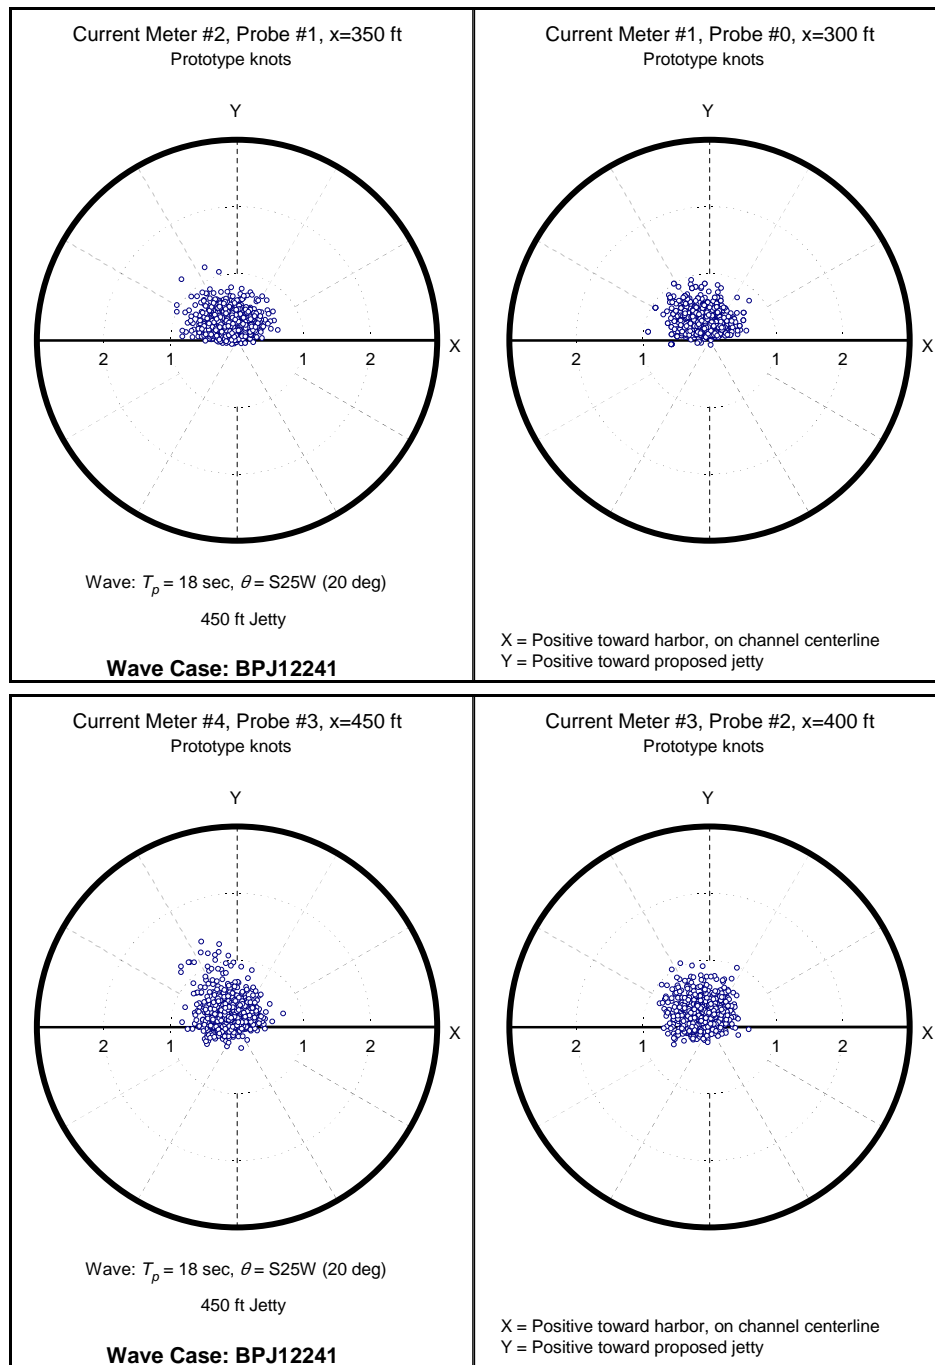 Current Meter #2, Probe #1, x=350 ft
Prototype knots
Y
X
2 1 1 2
Wave: Tp = 18 sec, θ = S25W (20 deg)
450 ft Jetty
Wave Case: BPJ12241
Current Meter #1, Probe #0, x=300 ft
Prototype knots
Y
X
2 1 1 2
X = Positive toward harbor, on channel centerline
Y = Positive toward proposed jetty
Current Meter #4, Probe #3, x=450 ft
Prototype knots
Y
X
2 1 1 2
Wave: Tp = 18 sec, θ = S25W (20 deg)
450 ft Jetty
Wave Case: BPJ12241
Current Meter #3, Probe #2, x=400 ft
Prototype knots
Y
X
2 1 1 2
X = Positive toward harbor, on channel centerline
Y = Positive toward proposed jetty